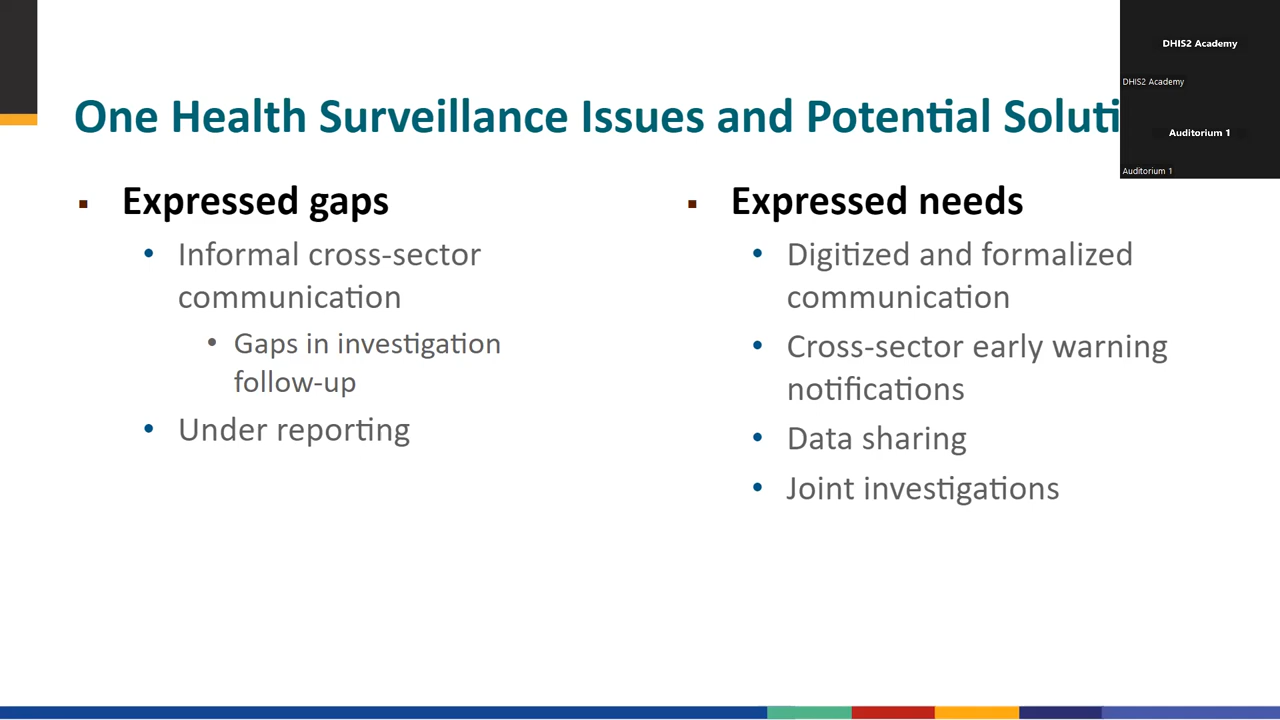 One Health Surveillance Issues and Potential Soluti
Expressed gaps
Informal cross-sector
communication
Gaps in investigation
follow-up
Under reporting
Expressed needs
Digitized and formalized
communication
Cross-sector early warning
notifications
Data sharing
Joint investigations
DHIS2 Academy
DHIS2 Academy
Auditorium 1
Auditorium 1